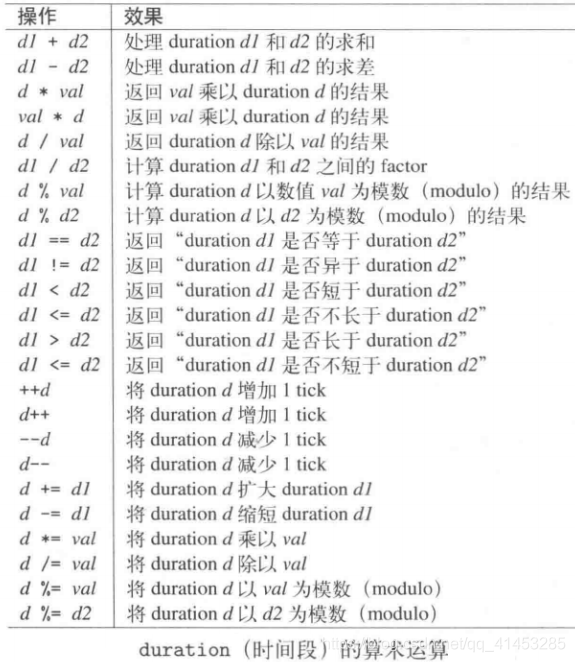 操作 效果
d1 + d2 处理 duration d1 和 d2 的求和
d1 - d2 处理 duration d1 和 d2 的求差
d * val 返回 val 乘以 duration d 的结果
val * d 返回 val 乘以 duration d 的结果
d / val 返回 duration d 除以 val 的结果
d1 / d2 计算 duration d1 和 d2 之间的 factor
d % val 计算 duration d 以数值 val 为模数（modulo）的结果
d % d2 计算 duration d 以 d2 为模数（modulo）的结果
d1 == d2 返回“duration d1 是否等于 duration d2”
d1 != d2 返回“duration d1 是否异于 duration d2”
d1 < d2 返回“duration d1 是否短于 duration d2”
d1 <= d2 返回“duration d1 是否不长于 duration d2”
d1 > d2 返回“duration d1 是否长于 duration d2”
d1 <= d2 返回“duration d1 是否不短于 duration d2”
++d 将 duration d 增加 1 tick
d++ 将 duration d 增加 1 tick
--d 将 duration d 减少 1 tick
d-- 将 duration d 减少 1 tick
d += d1 将 duration d 扩大 duration d1
d -= d1 将 duration d 缩短 duration d1
d *= val 将 duration d 乘以 val
d /= val 将 duration d 除以 val
d %= val 将 duration d 以 val 为模数（modulo）
d %= d2 将 duration d 以 d2 为模数（modulo）
duration（时间段）的算术运算
net/qq_41453285